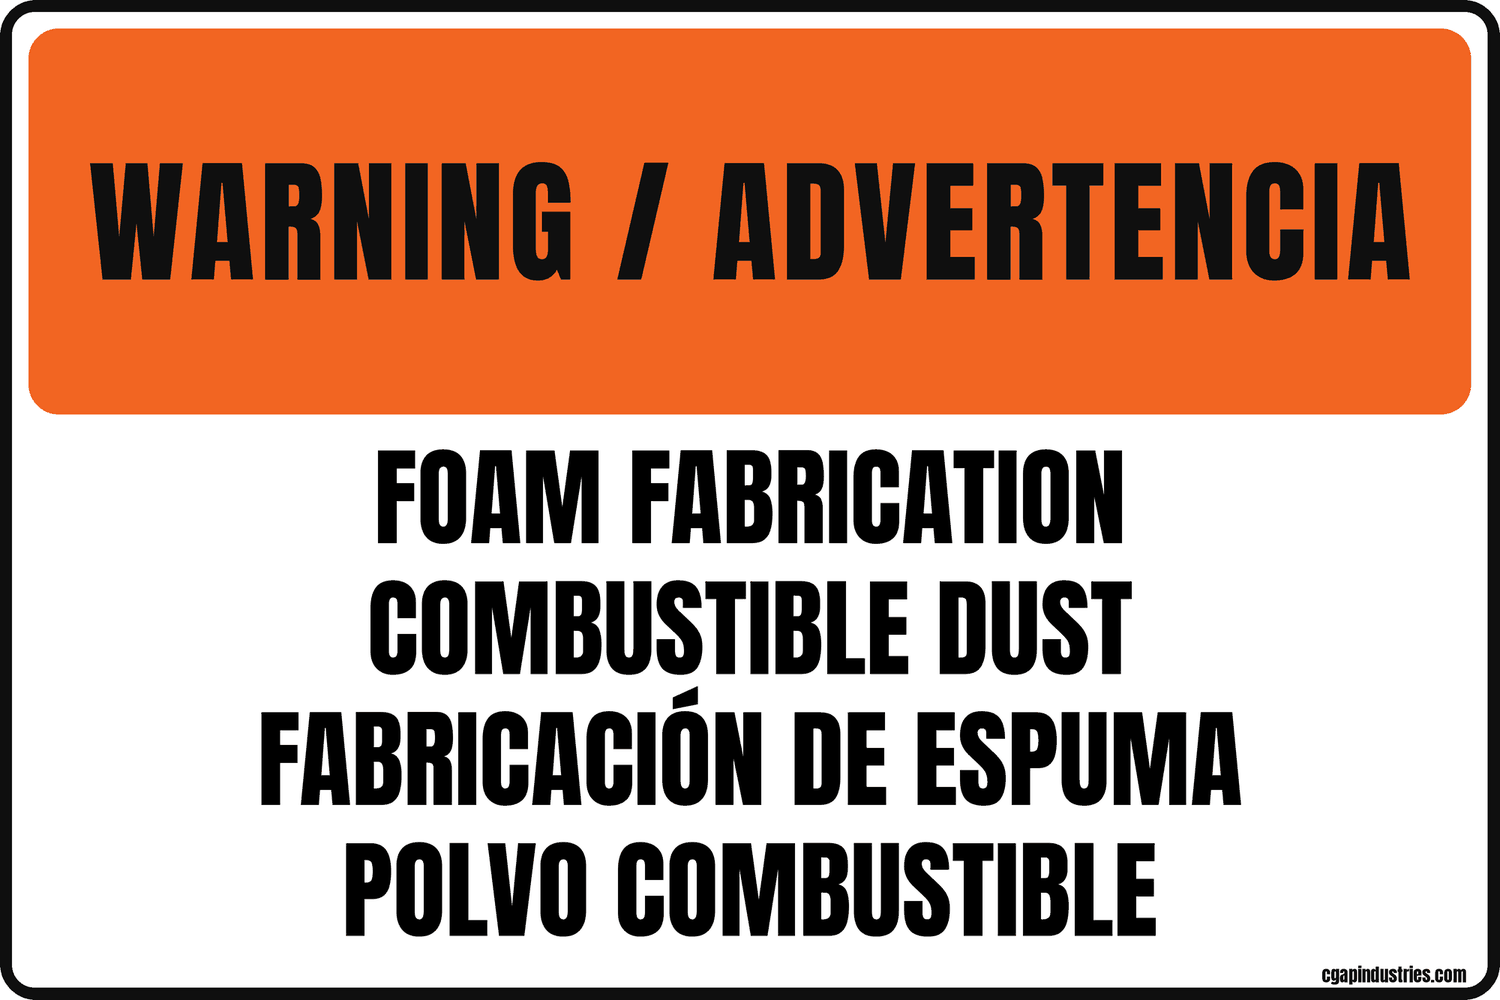 WARNING / ADVERTENCIA
FOAM FABRICATION
COMBUSTIBLE DUST
FABRICACIÓN DE ESPUMA
POLVO COMBUSTIBLE
cgapindustries.com